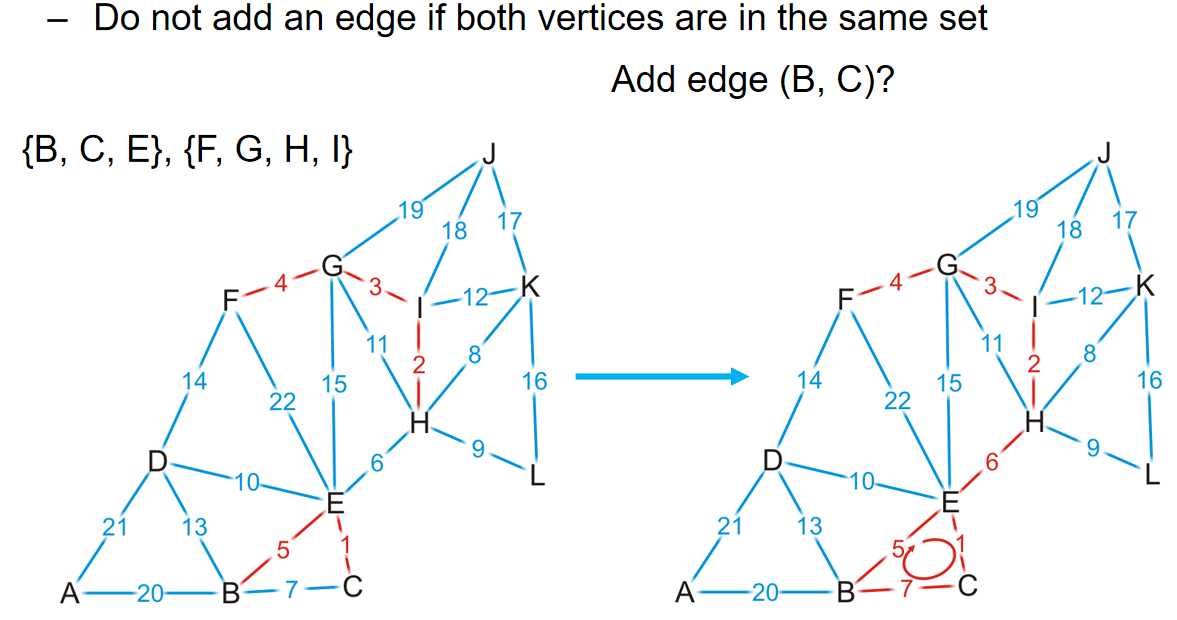 – Do not add an edge if both vertices are in the same set
Add edge (B, C)?
{B, C, E}, {F, G, H, I}
J
19
18
17
G
4
3
K
F
I
12
11
2
8
14
22
15
16
H
D
6
9
10
L
E
21
13
5
1
A
20
B
7
C
J
19
18
17
G
4
3
K
F
I
12
11
2
8
14
22
15
16
H
D
6
9
10
L
E
21
13
5
1
A
20
B
7
C